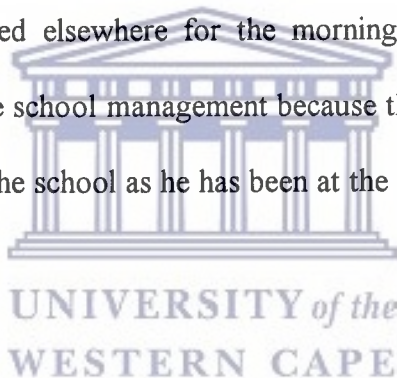 ed elsewhere for the morning
e school management because t
he school as he has been at the
UNIVERSITY of the
WESTERN CAPE